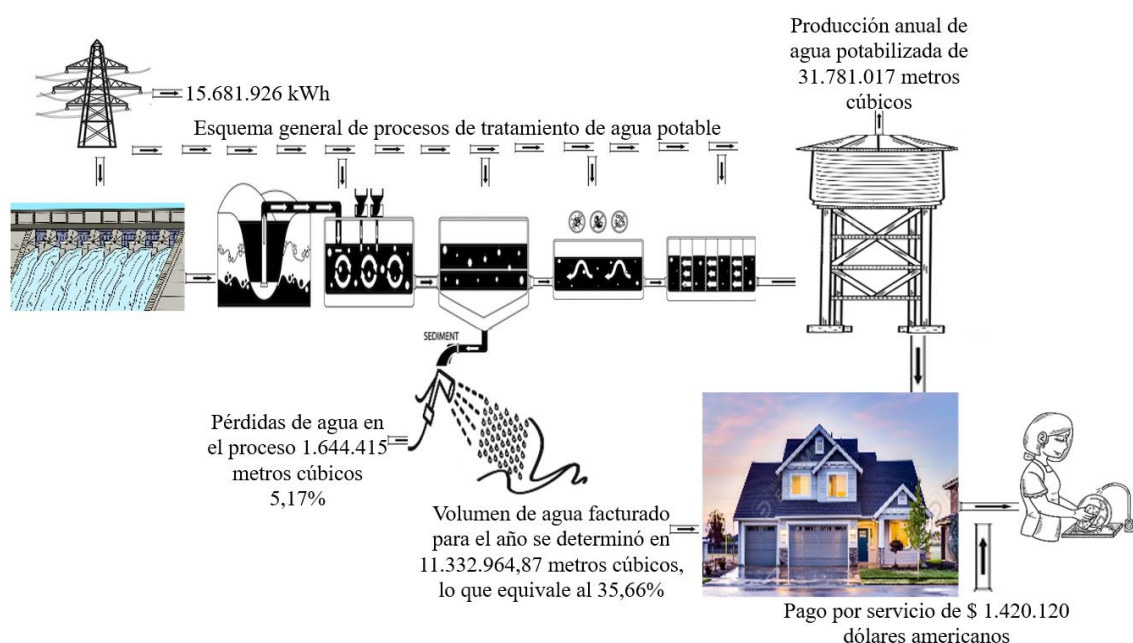 Producción anual de
agua potabilizada de
31.781.017 metros
cúbicos
15.681.926 kWh
Esquema general de procesos de tratamiento de agua potable
SEDIMENT
Pérdidas de agua en
el proceso 1.644.415
metros cúbicos
5,17%
Volumen de agua facturado
para el año se determinó en
11.332.964,87 metros cúbicos,
lo que equivale al 35,66%
Pago por servicio de $ 1.420.120
dólares americanos